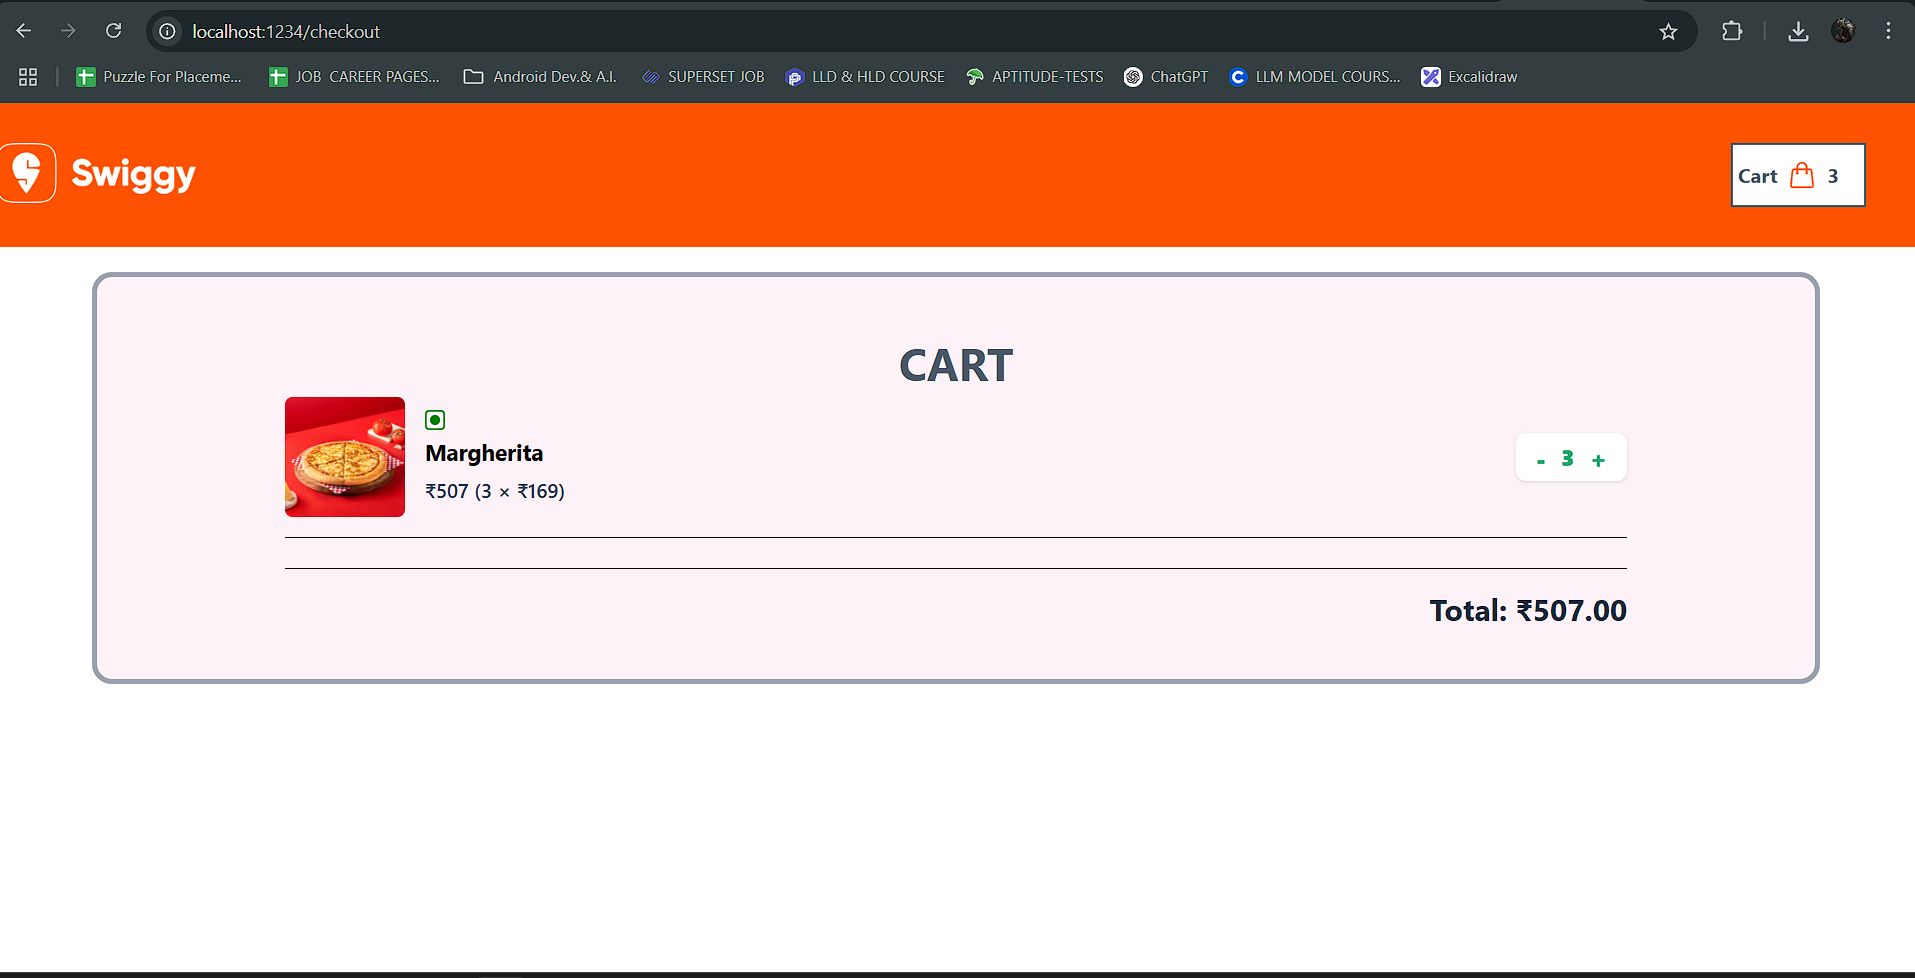 localhost:1234/checkout
Puzzle For Placeme...
JOB CAREER PAGES...
Android Dev.& A.I.
SUPERSET JOB
LLD & HLD COURSE
APTITUDE-TESTS
ChatGPT
LLM MODEL COURS...
Excalidraw
Swiggy
Cart 3
CART
Margherita
₹507 (3 × ₹169)
- 3 +
Total: ₹507.00